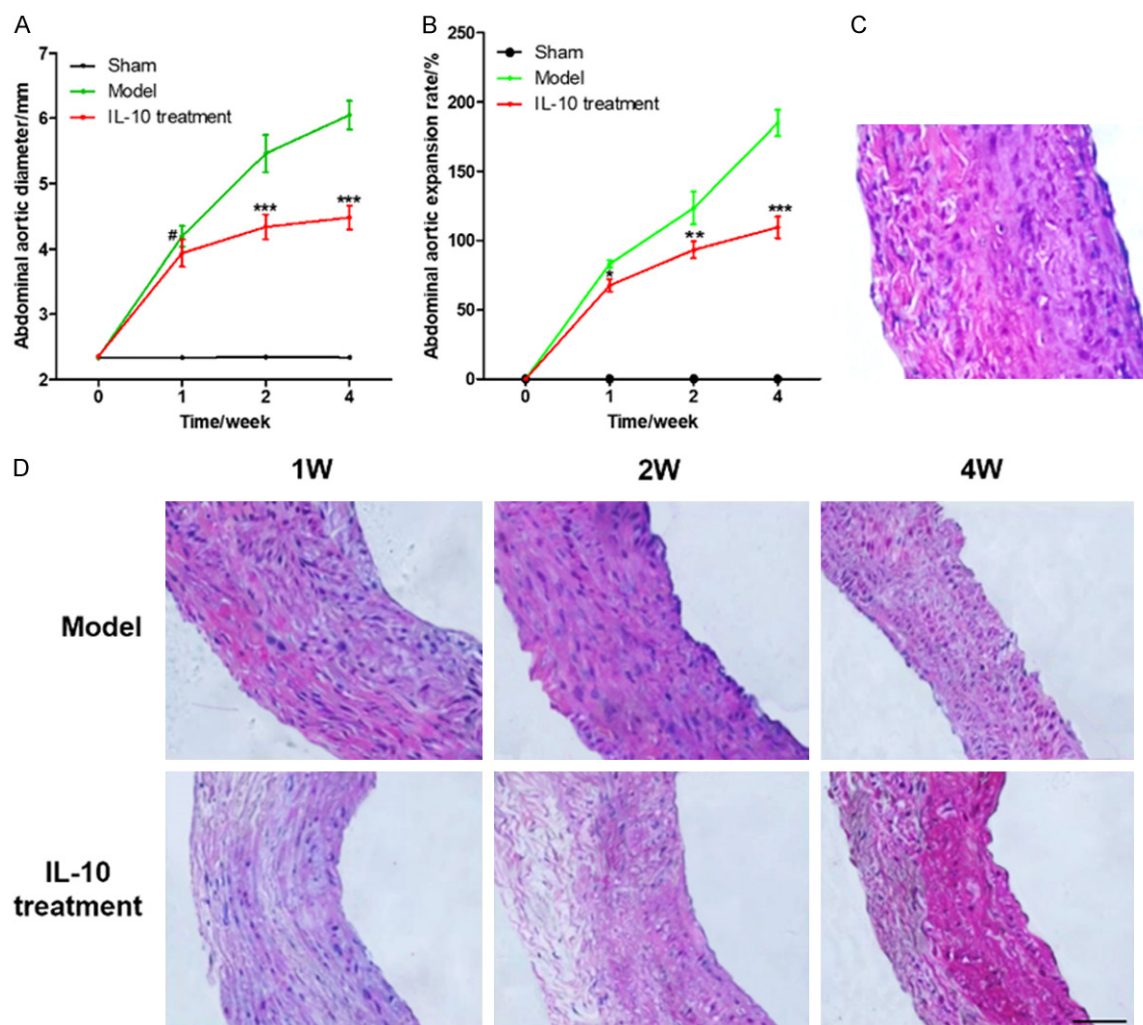 A
Abdominal aortic diameter/mm
7
6
5
4
3
2
Sham
Model
IL-10 treatment
#
***
***
0
1
2
4
Time/week
B
Abdominal aortic expansion rate/%
250
200
150
100
50
0
Sham
Model
IL-10 treatment
*
**
***
0
1
2
4
Time/week
C
D
1W
2W
4W
Model
IL-10
treatment